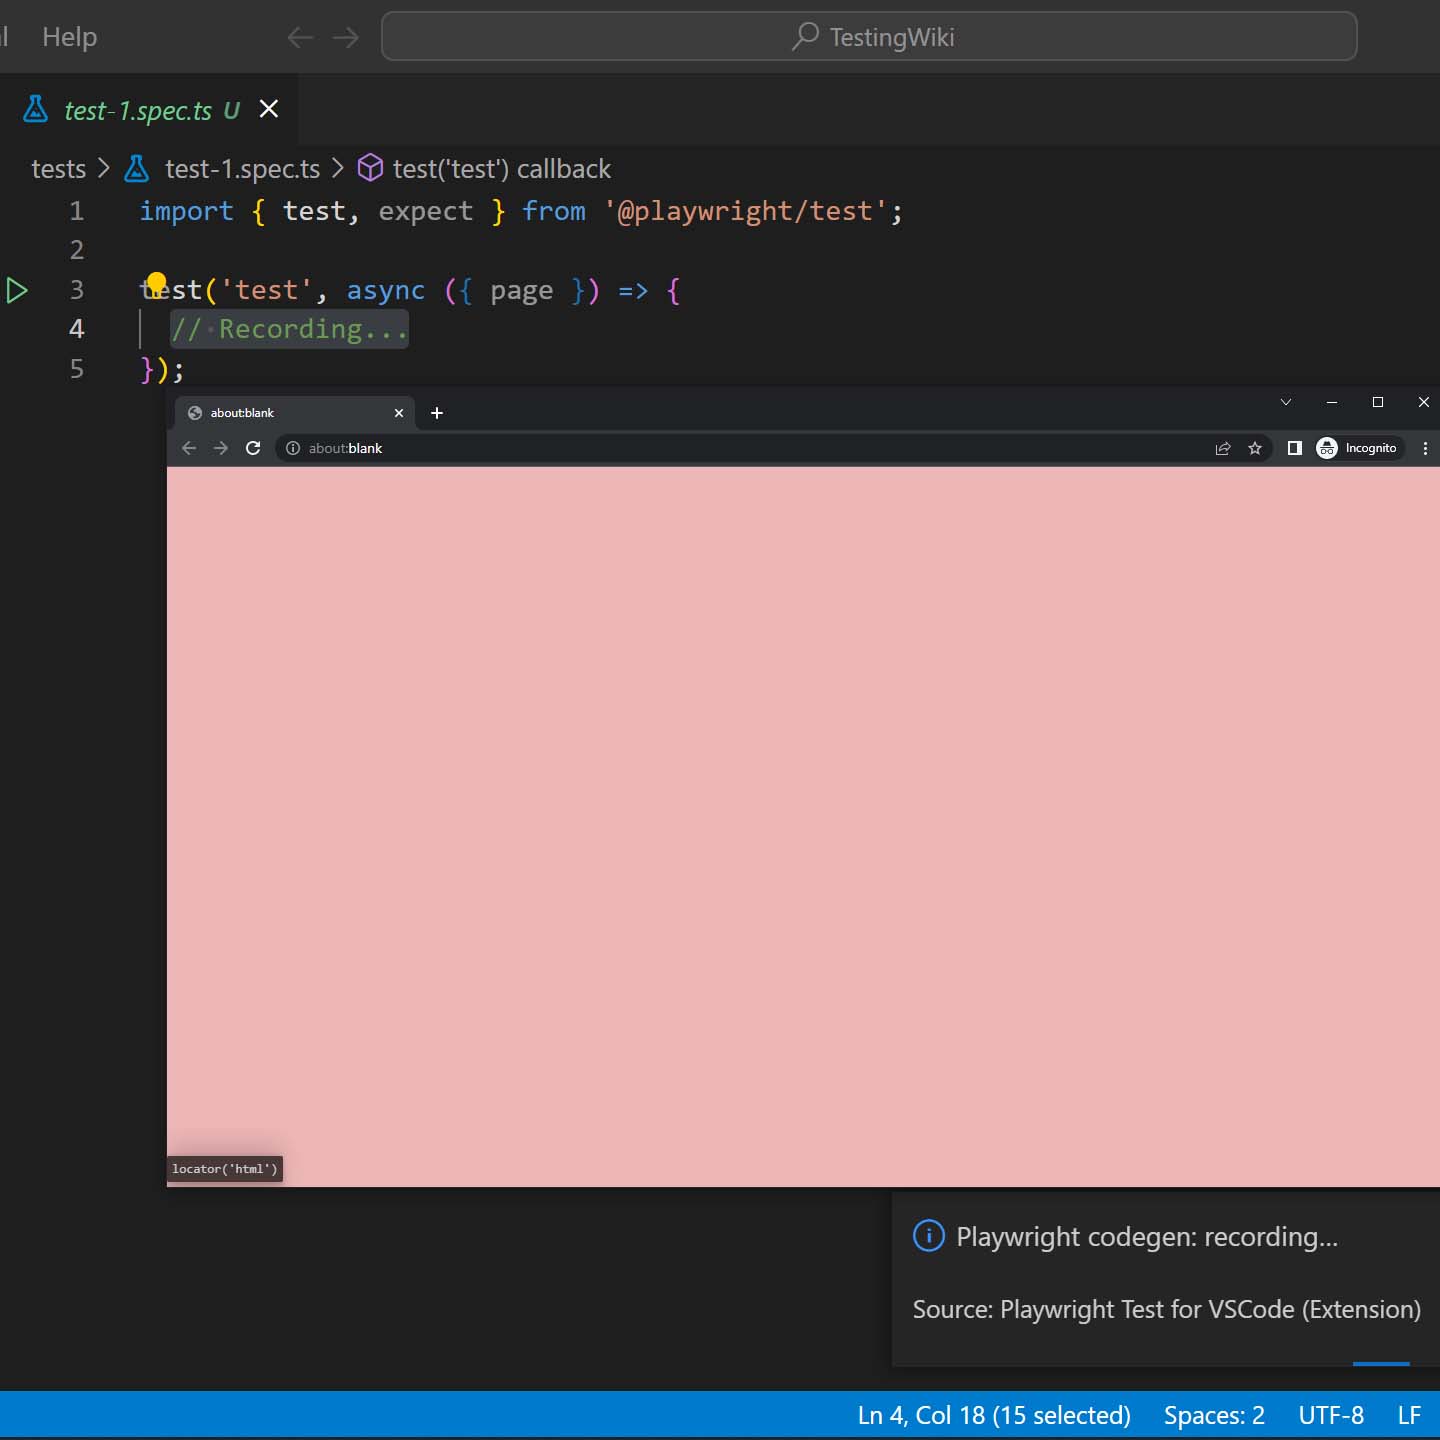 Help
TestingWiki
test-1.spec.ts U
tests > test-1.spec.ts > test('test') callback
1 import { test, expect } from '@playwright/test';
2
3 test('test', async ({ page }) => {
4 // Recording...
5 });
about:blank
about:blank
Incognito
locator('html')
Playwright codegen: recording...
Source: Playwright Test for VSCode (Extension)
Ln 4, Col 18 (15 selected) Spaces: 2 UTF-8 LF